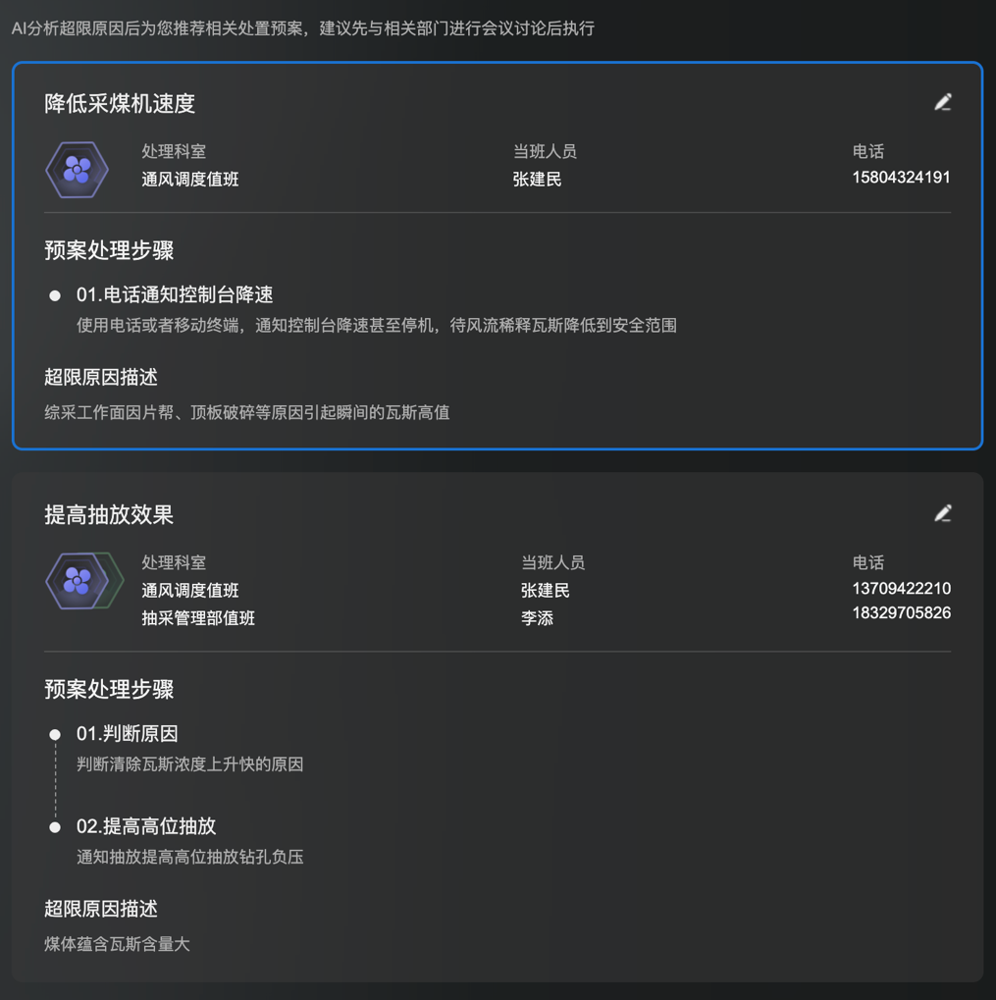 AI分析超限原因后为您推荐相关处置预案，建议先与相关部门进行会议讨论后执行
降低采煤机速度
处理科室 当班人员 电话
通风调度值班 张建民 15804324191
预案处理步骤
01.电话通知控制台降速
使用电话或者移动终端，通知控制台降速甚至停机，待风流稀释瓦斯降低到安全范围
超限原因描述
综采工作面因片帮、顶板破碎等原因引起瞬间的瓦斯高值
提高抽放效果
处理科室 当班人员 电话
通风调度值班 张建民 13709422210
抽采管理部值班 李添 18329705826
预案处理步骤
01.判断原因
判断清除瓦斯浓度上升快的原因
02.提高高位抽放
通知抽放提高高位抽放钻孔负压
超限原因描述
煤体蕴含瓦斯含量大